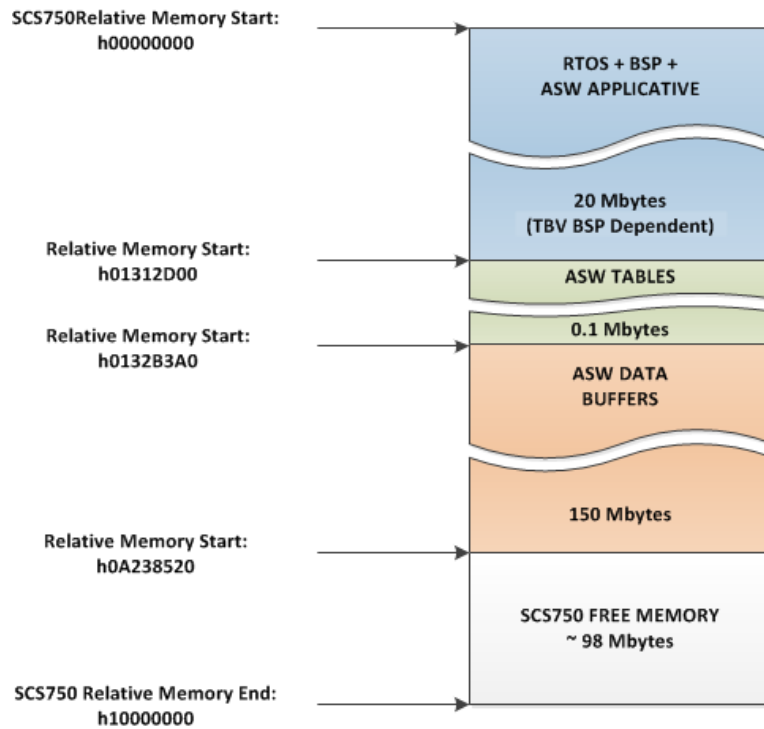 SCS750Relative Memory Start:
h00000000
RTOS + BSP +
ASW APPLICATIVE
20 Mbytes
(TBV BSP Dependent)
Relative Memory Start:
h01312D00
ASW TABLES
0.1 Mbytes
Relative Memory Start:
h0132B3A0
ASW DATA
BUFFERS
150 Mbytes
Relative Memory Start:
h0A238520
SCS750 FREE MEMORY
~ 98 Mbytes
SCS750 Relative Memory End:
h10000000